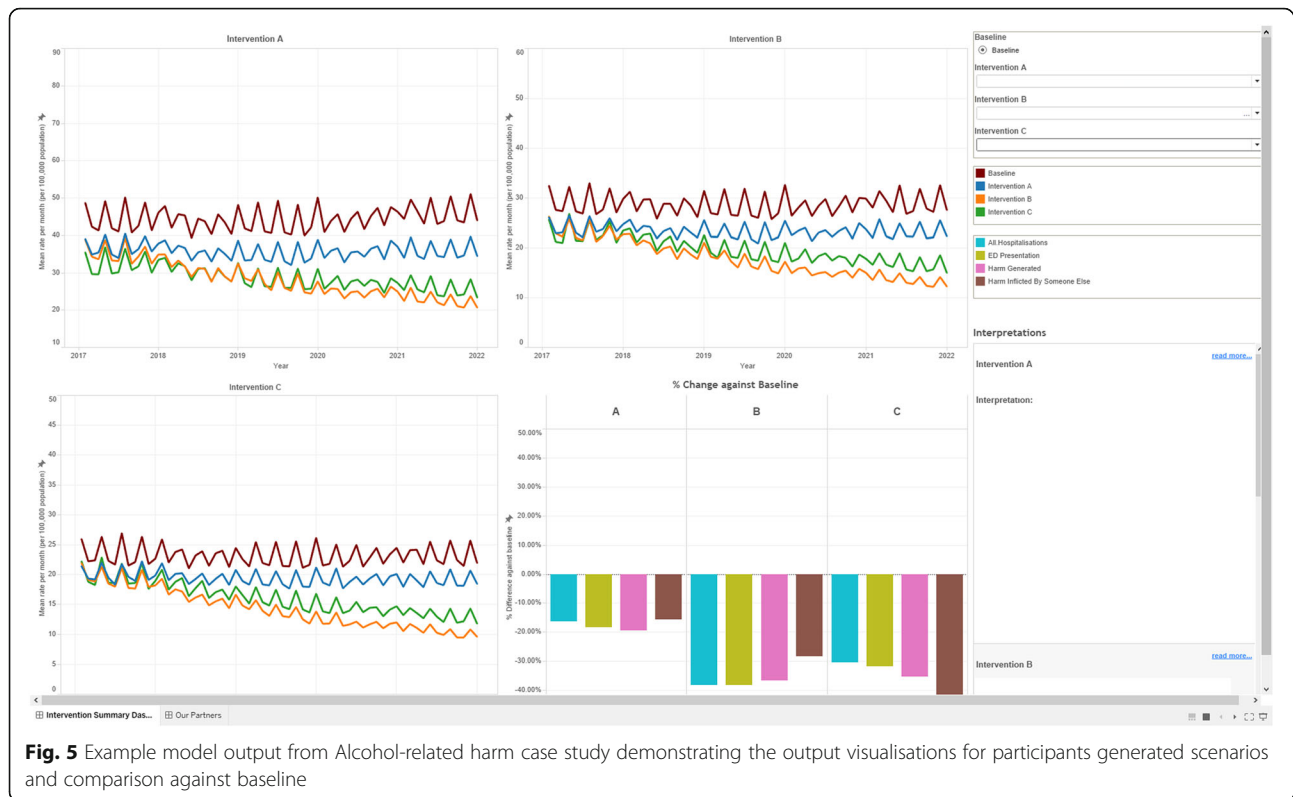 Intervention A
Mean rate per month (per 100,000 population)
90
80
70
60
50
40
30
20
10
2017 2018 2019 2020 2021 2022
Year
Intervention B
Mean rate per month (per 100,000 population)
60
50
40
30
20
10
0
2017 2018 2019 2020 2021 2022
Year
Intervention C
Mean rate per month (per 100,000 population)
50
45
40
35
30
25
20
15
10
5
0
% Change against Baseline
A B C
% Difference against baseline
50.00%
40.00%
30.00%
20.00%
10.00%
0.00%
-10.00%
-20.00%
-30.00%
-40.00%
Baseline
Baseline
Intervention A
Intervention B
...
Intervention C
Baseline
Intervention A
Intervention B
Intervention C
All Hospitalisations
ED Presentation
Harm Generated
Harm Inflicted By Someone Else
Interpretations
read more...
Intervention A
Interpretation:
read more...
Intervention B
Intervention Summary Das... Our Partners
Fig. 5 Example model output from Alcohol-related harm case study demonstrating the output visualisations for participants generated scenarios
and comparison against baseline